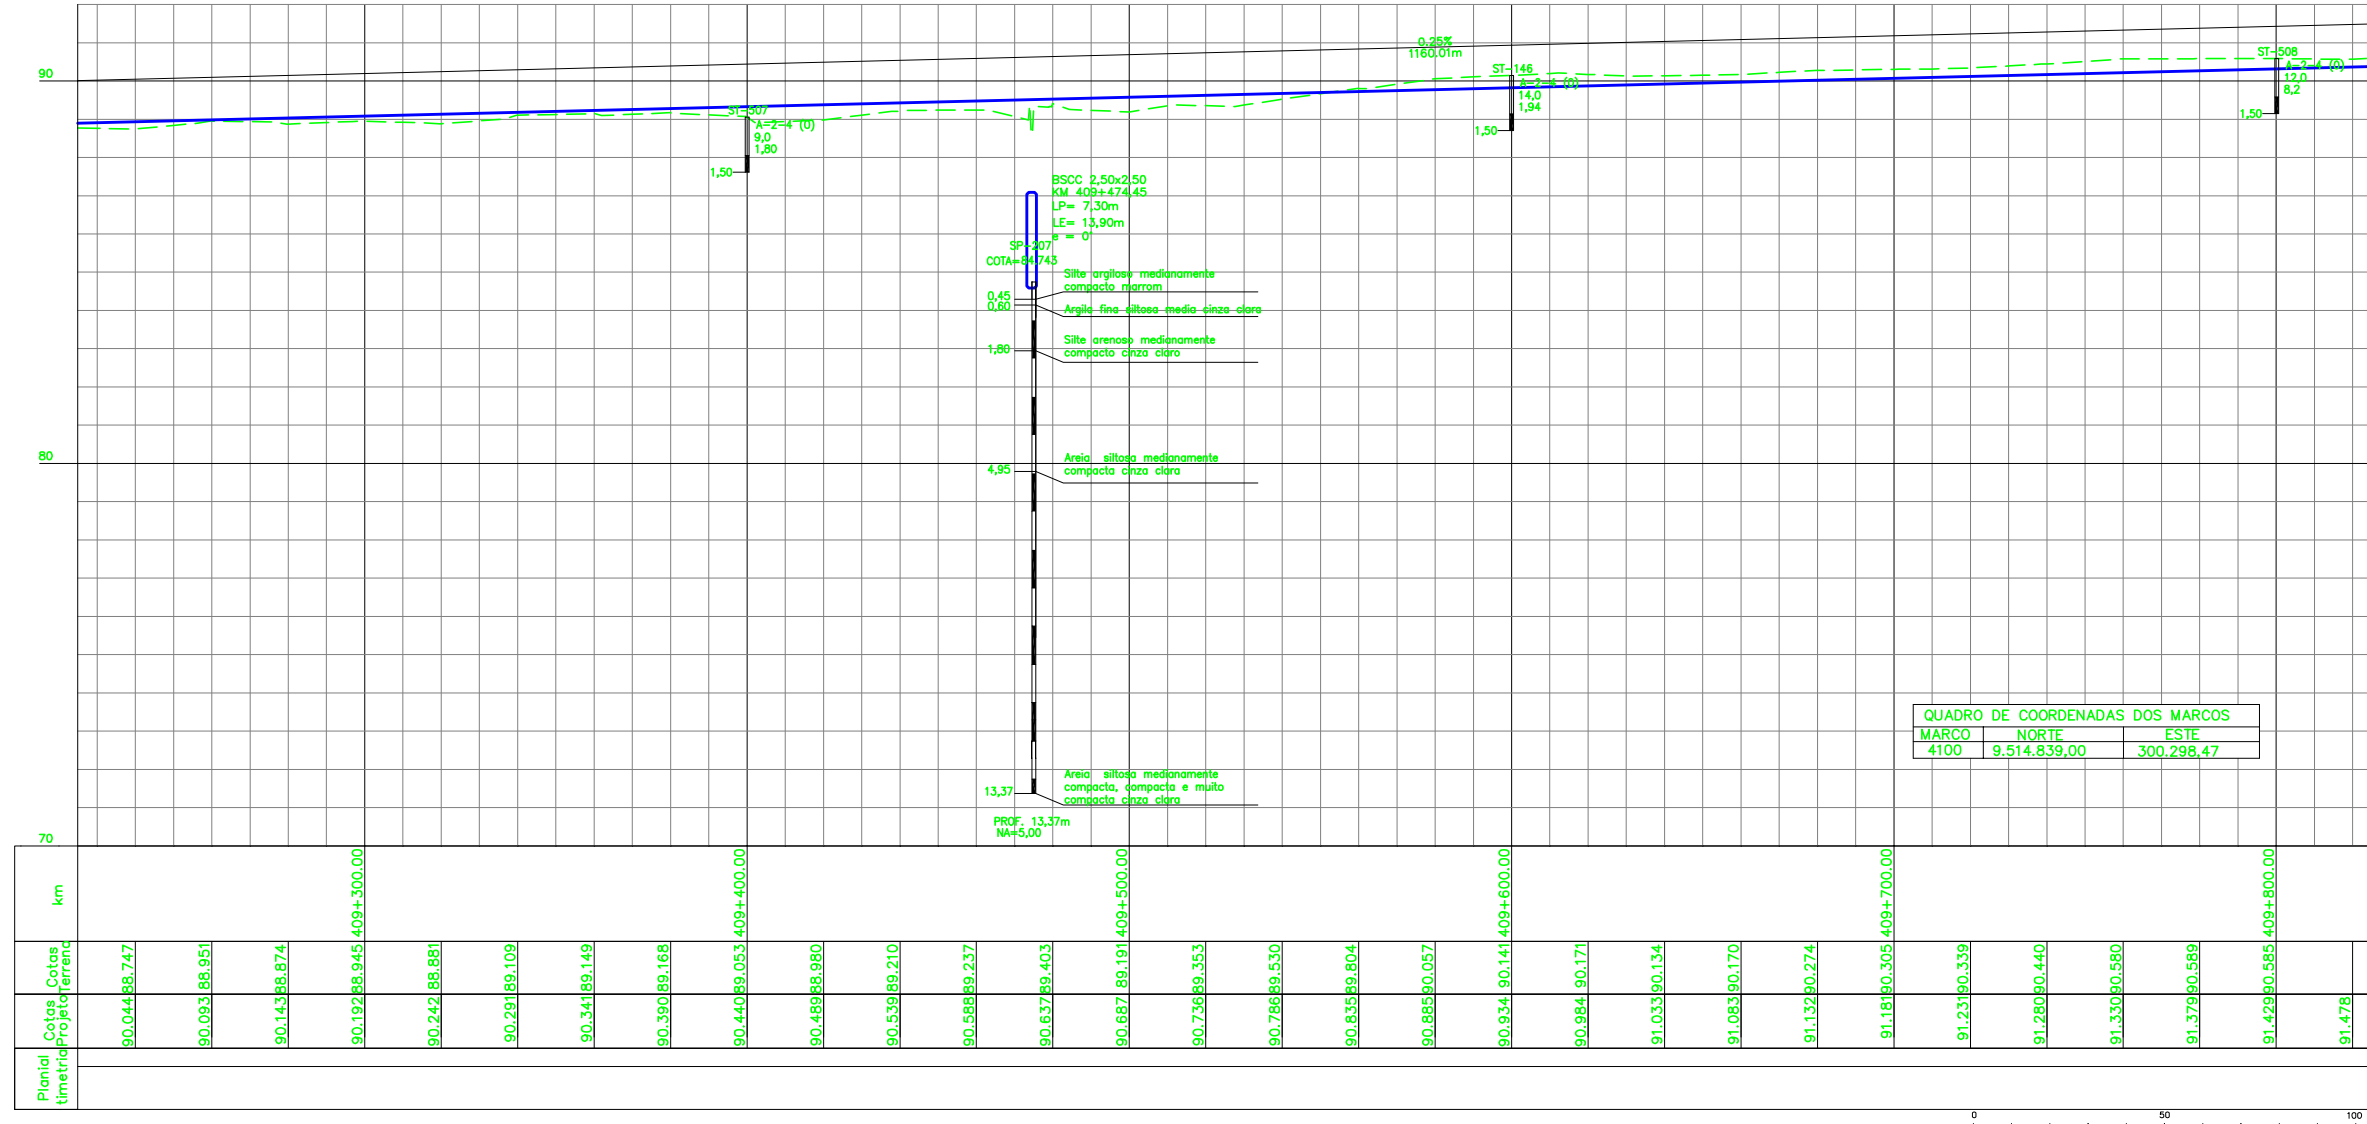 0.25%
1160.01m
90
ST-507
A-2-4 (0)
9,0
1,80
1,50
ST-146
A-2-4 (0)
14,0
1,94
1,50
ST-508
A-2-4 (0)
12,0
8,2
1,50
BSCC 2,50x2,50
KM 409+474,45
LP= 7,30m
LE= 13,90m
e = 0'
SP-207
COTA=84,743
0,45
0,60
1,80
4,95
13,37
Silte argiloso medianamente
compacto marrom
Argila fina siltosa media cinza clara
Silte arenoso medianamente
compacto cinza claro
80
Areia siltosa medianamente
compacta cinza clara
Areia siltosa medianamente
compacta, compacta e muito
compacta cinza clara
PROF. 13,37m
NA=5,00
QUADRO DE COORDENADAS DOS MARCOS
MARCO NORTE ESTE
4100 9.514.839,00 300.298,47
70
km
409+300.00 409+400.00 409+500.00 409+600.00 409+700.00 409+800.00
Cotas
Terreno
88.747 88.951 88.874 88.945 88.881 89.109 89.149 89.168 89.053 88.980 89.210 89.237 89.403 89.191 89.353 89.530 89.804 90.057 90.141 90.171 90.134 90.170 90.274 90.305 90.339 90.440 90.580 90.589 90.585
Cotas
Projeto
90.044 90.093 90.143 90.192 90.242 90.291 90.341 90.390 90.440 90.489 90.539 90.588 90.637 90.687 90.736 90.786 90.835 90.885 90.934 90.984 91.033 91.083 91.132 91.181 91.231 91.280 91.330 91.379 91.429 91.478
Planial
timetria
0 50 100